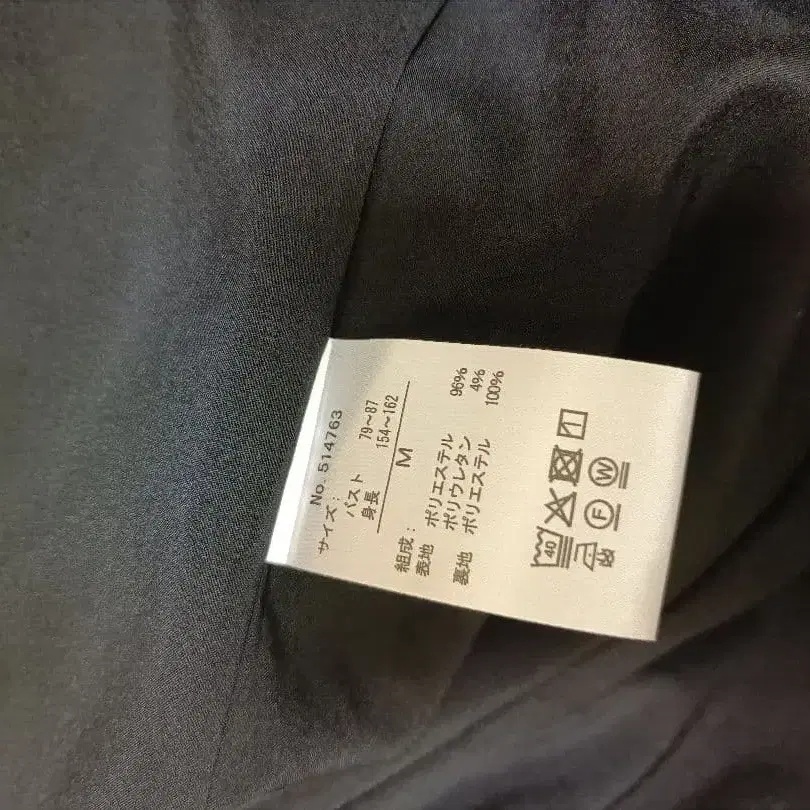 No. 514763
サイズ：
バスト 79～87
身長 154～162
M
組成：
表地 ポリエステル 96%
ポリウレタン 4%
裏地 ポリエステル 100%
40
F W